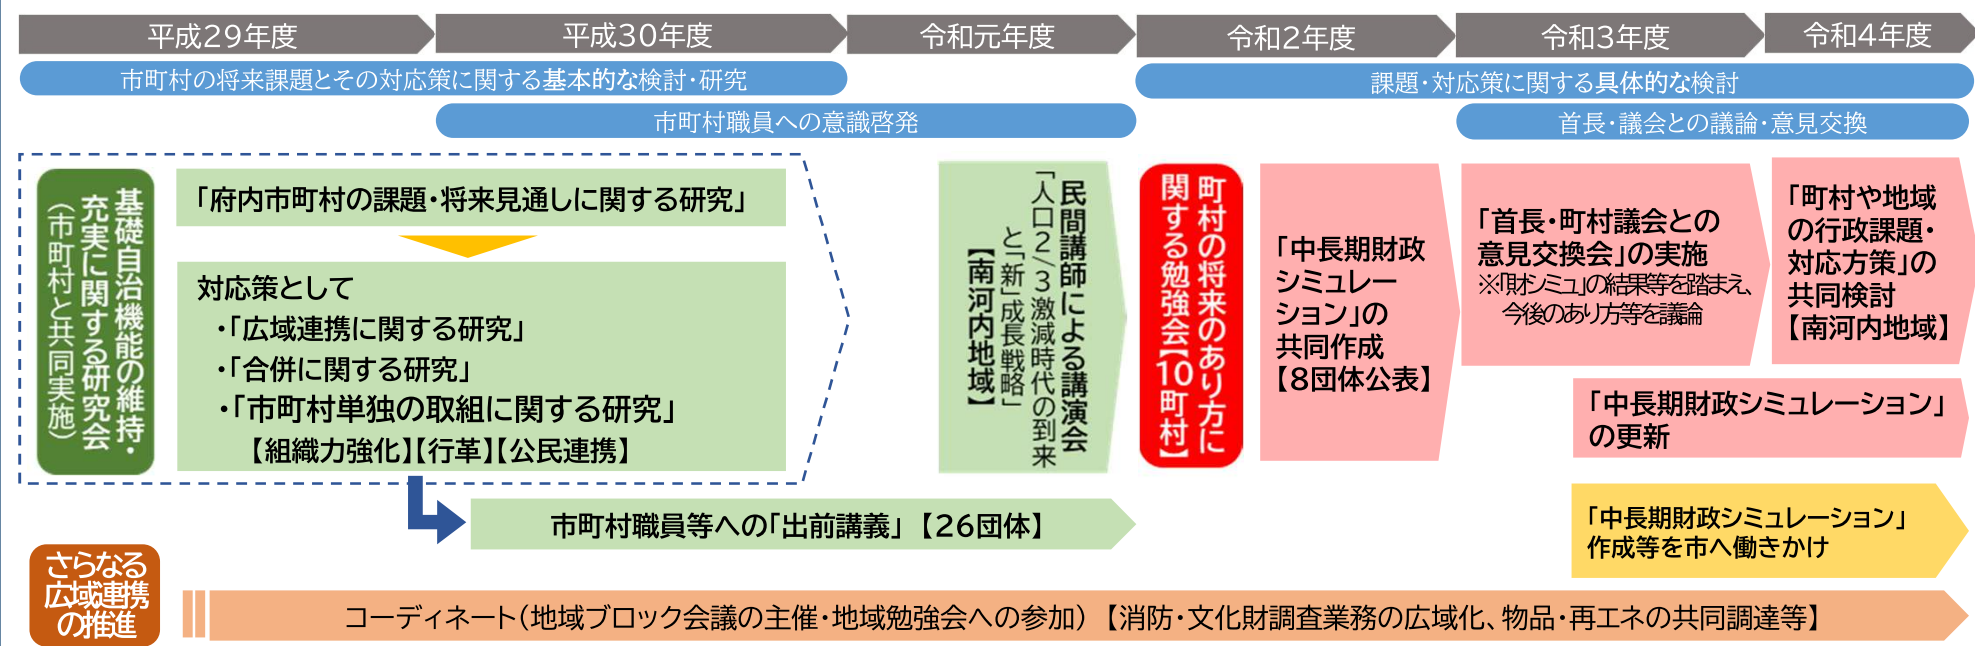 平成29年度
平成30年度
令和元年度
令和2年度
令和3年度
令和4年度
市町村の将来課題とその対応策に関する基本的な検討・研究
課題・対応策に関する具体的な検討
市町村職員への意識啓発
首長・議会との議論・意見交換
基礎自治機能の維持・
充実に関する研究会
(市町村と共同実施)
「府内市町村の課題・将来見通しに関する研究」
対応策として
・「広域連携に関する研究」
・「合併に関する研究」
・「市町村単独の取組に関する研究」
【組織力強化】【行革】【公民連携】
市町村職員等への「出前講義」【26団体】
民間講師による講演会
「人口2/3激減時代の到来
と「新」成長戦略」
【南河内地域】
町村の将来のあり方に
関する勉強会【10町村】
「中長期財政
シミュレー
ション」の
共同作成
【8団体公表】
「首長・町村議会との
意見交換会」の実施
※「財シミュ」の結果等を踏まえ、
今後のあり方等を議論
「町村や地域
の行政課題・
対応方策」の
共同検討
【南河内地域】
「中長期財政シミュレーション」
の更新
「中長期財政シミュレーション」
作成等を市へ働きかけ
さらなる
広域連携
の推進
コーディネート(地域ブロック会議の主催・地域勉強会への参加)【消防・文化財調査業務の広域化、物品・再エネの共同調達等】